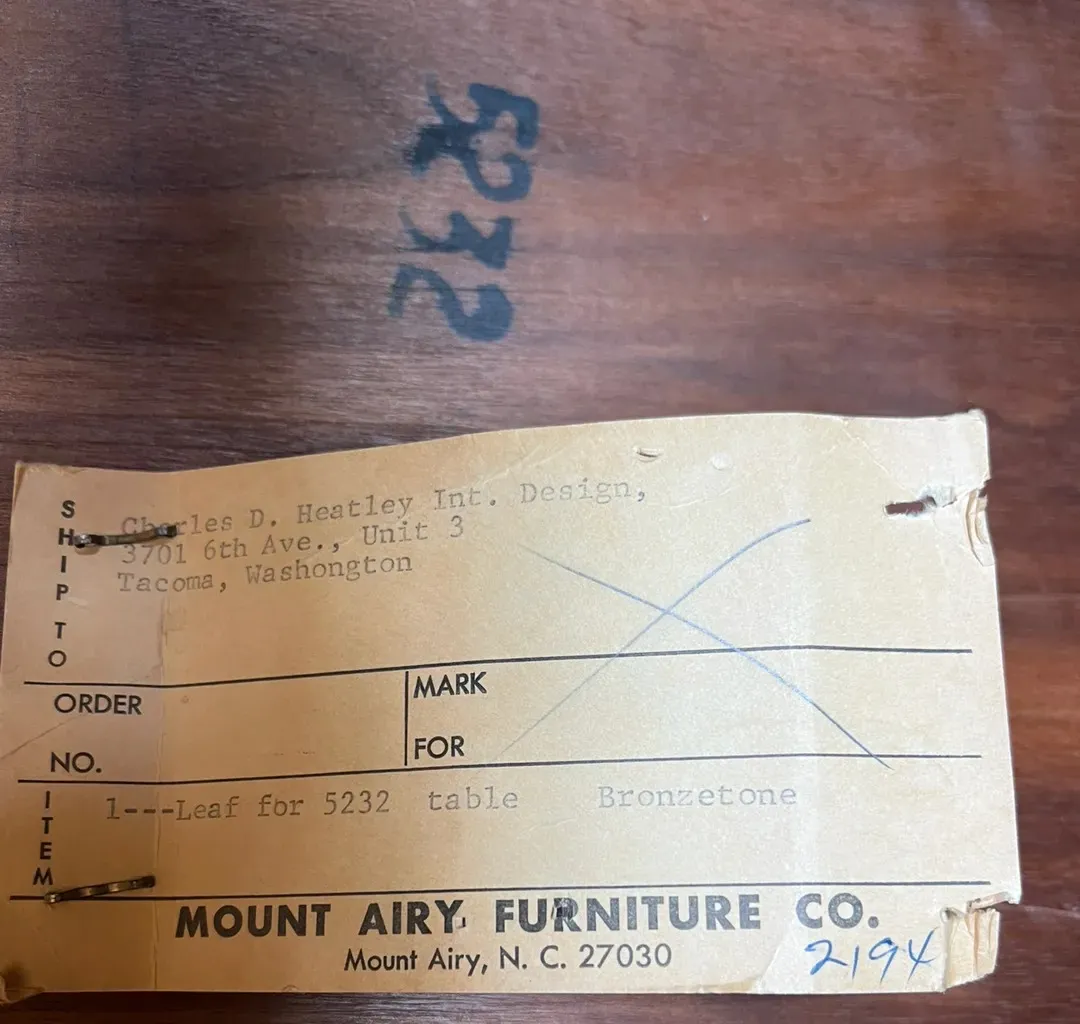 5232
SHIP TO
Charles D. Heatley Int. Design,
3701 6th Ave., Unit 3
Tacoma, Washongton
ORDER
NO.
MARK
FOR
ITEM
1---Leaf for 5232 table Bronzetone
MOUNT AIRY FURNITURE CO.
Mount Airy, N. C. 27030
2194